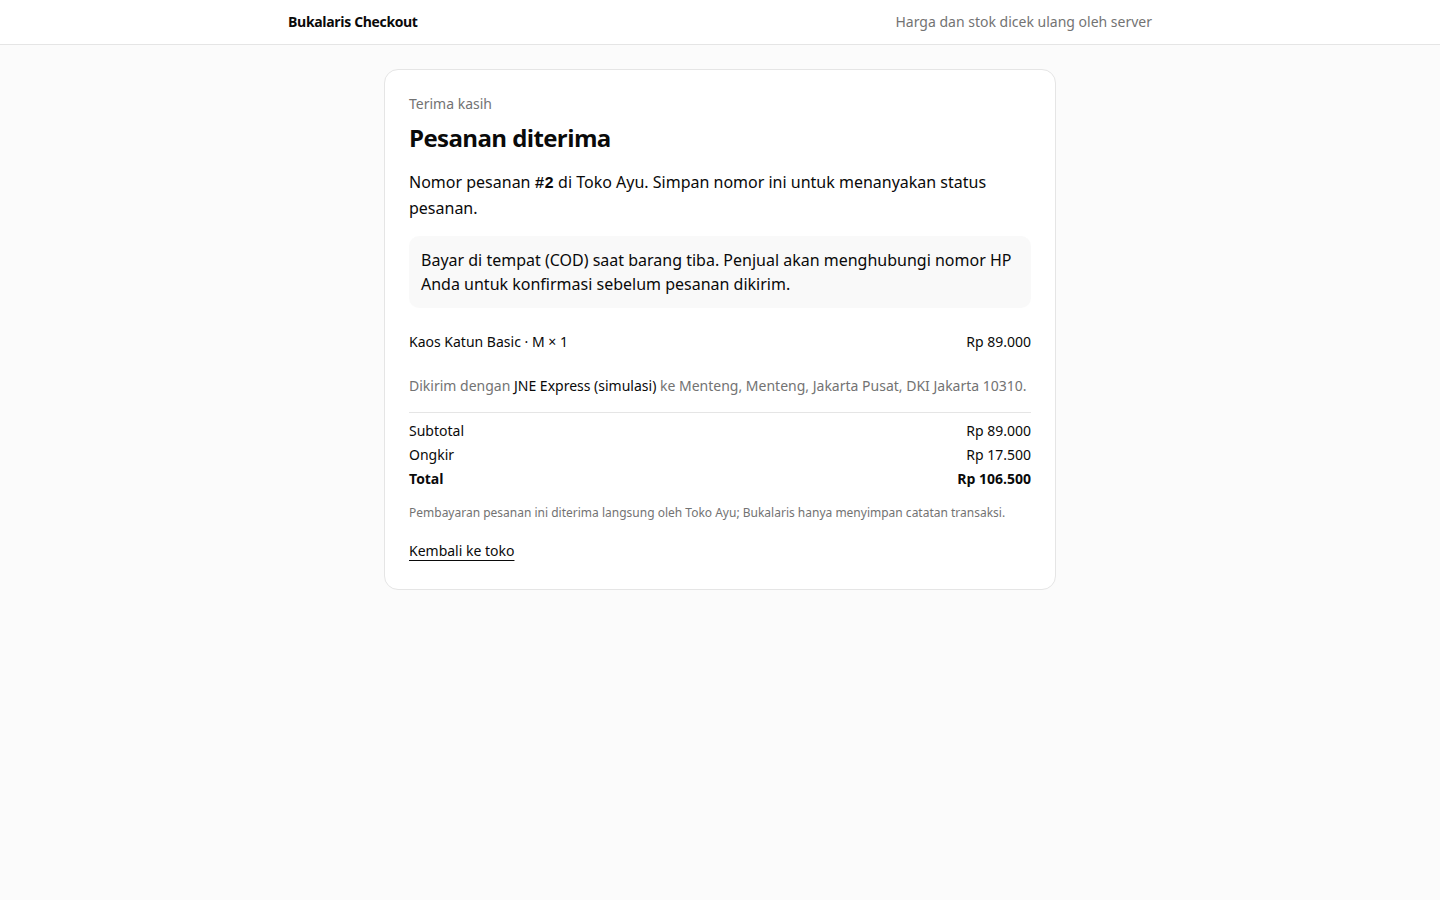 Bukalaris Checkout
Harga dan stok dicek ulang oleh server
Terima kasih
Pesanan diterima
Nomor pesanan #2 di Toko Ayu. Simpan nomor ini untuk menanyakan status
pesanan.
Bayar di tempat (COD) saat barang tiba. Penjual akan menghubungi nomor HP
Anda untuk konfirmasi sebelum pesanan dikirim.
Kaos Katun Basic · M × 1 Rp 89.000
Dikirim dengan JNE Express (simulasi) ke Menteng, Menteng, Jakarta Pusat, DKI Jakarta 10310.
Subtotal Rp 89.000
Ongkir Rp 17.500
Total Rp 106.500
Pembayaran pesanan ini diterima langsung oleh Toko Ayu; Bukalaris hanya menyimpan catatan transaksi.
Kembali ke toko